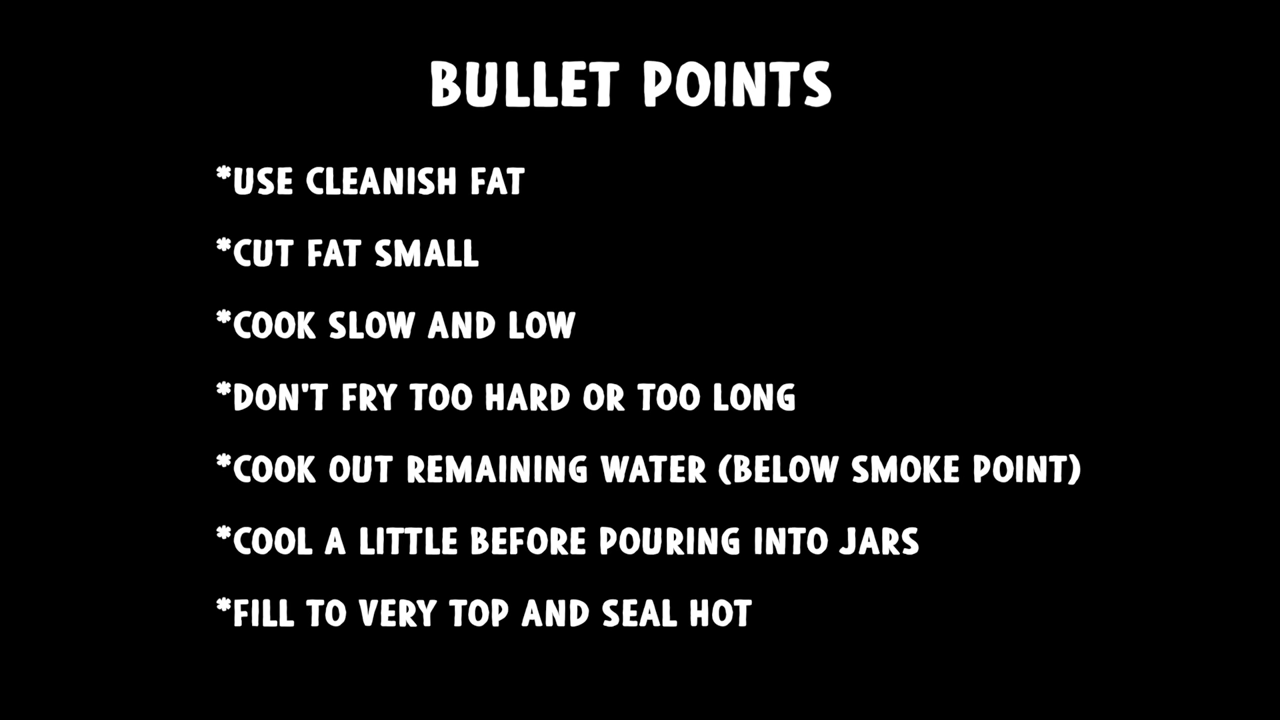 BULLET POINTS
*USE CLEANISH FAT
*CUT FAT SMALL
*COOK SLOW AND LOW
*DON'T FRY TOO HARD OR TOO LONG
*COOK OUT REMAINING WATER (BELOW SMOKE POINT)
*COOL A LITTLE BEFORE POURING INTO JARS
*FILL TO VERY TOP AND SEAL HOT